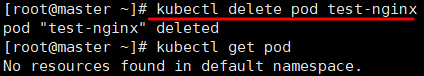 [root@master ~]# kubectl delete pod test-nginx
pod "test-nginx" deleted
[root@master ~]# kubectl get pod
No resources found in default namespace.